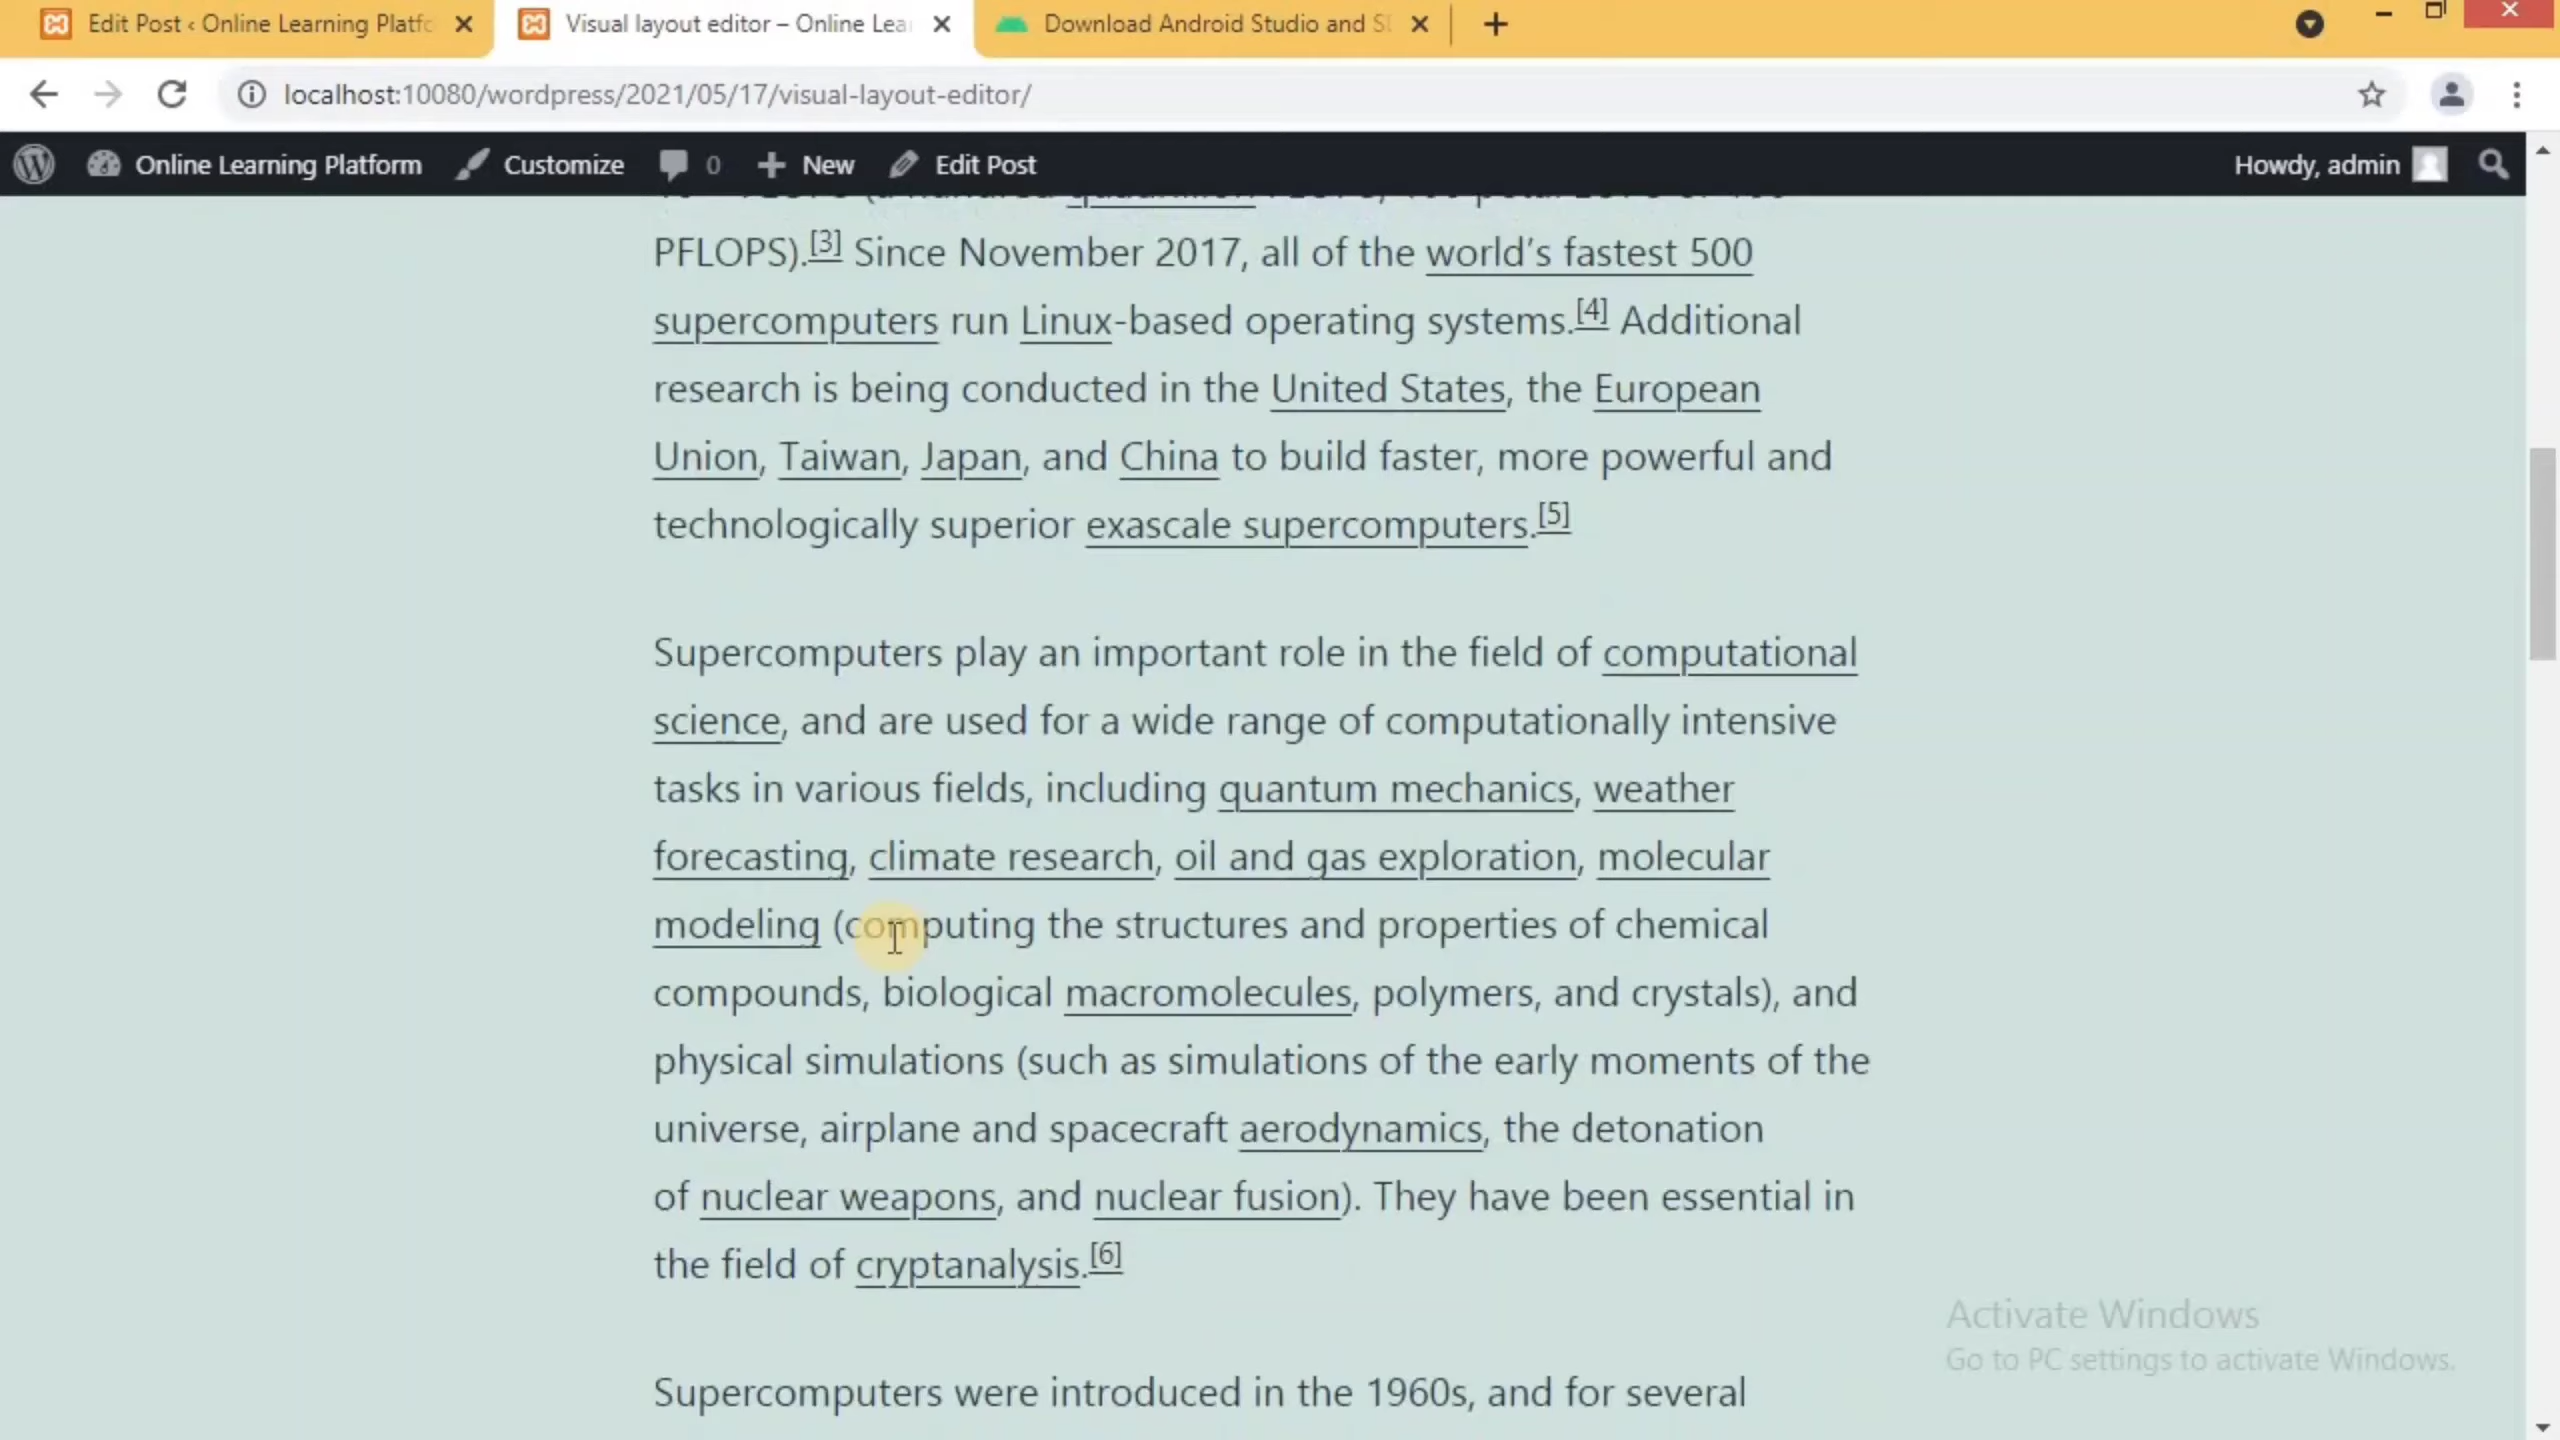 Edit Post ‹ Online Learning Platfo
Visual layout editor – Online Lea
Download Android Studio and S
localhost:10080/wordpress/2021/05/17/visual-layout-editor/
Online Learning Platform
Customize
0
New
Edit Post
Howdy, admin
PFLOPS).[3] Since November 2017, all of the world’s fastest 500
supercomputers run Linux-based operating systems.[4] Additional
research is being conducted in the United States, the European
Union, Taiwan, Japan, and China to build faster, more powerful and
technologically superior exascale supercomputers.[5]
Supercomputers play an important role in the field of computational
science, and are used for a wide range of computationally intensive
tasks in various fields, including quantum mechanics, weather
forecasting, climate research, oil and gas exploration, molecular
modeling (computing the structures and properties of chemical
compounds, biological macromolecules, polymers, and crystals), and
physical simulations (such as simulations of the early moments of the
universe, airplane and spacecraft aerodynamics, the detonation
of nuclear weapons, and nuclear fusion). They have been essential in
the field of cryptanalysis.[6]
Supercomputers were introduced in the 1960s, and for several
Activate Windows
Go to PC settings to activate Windows.